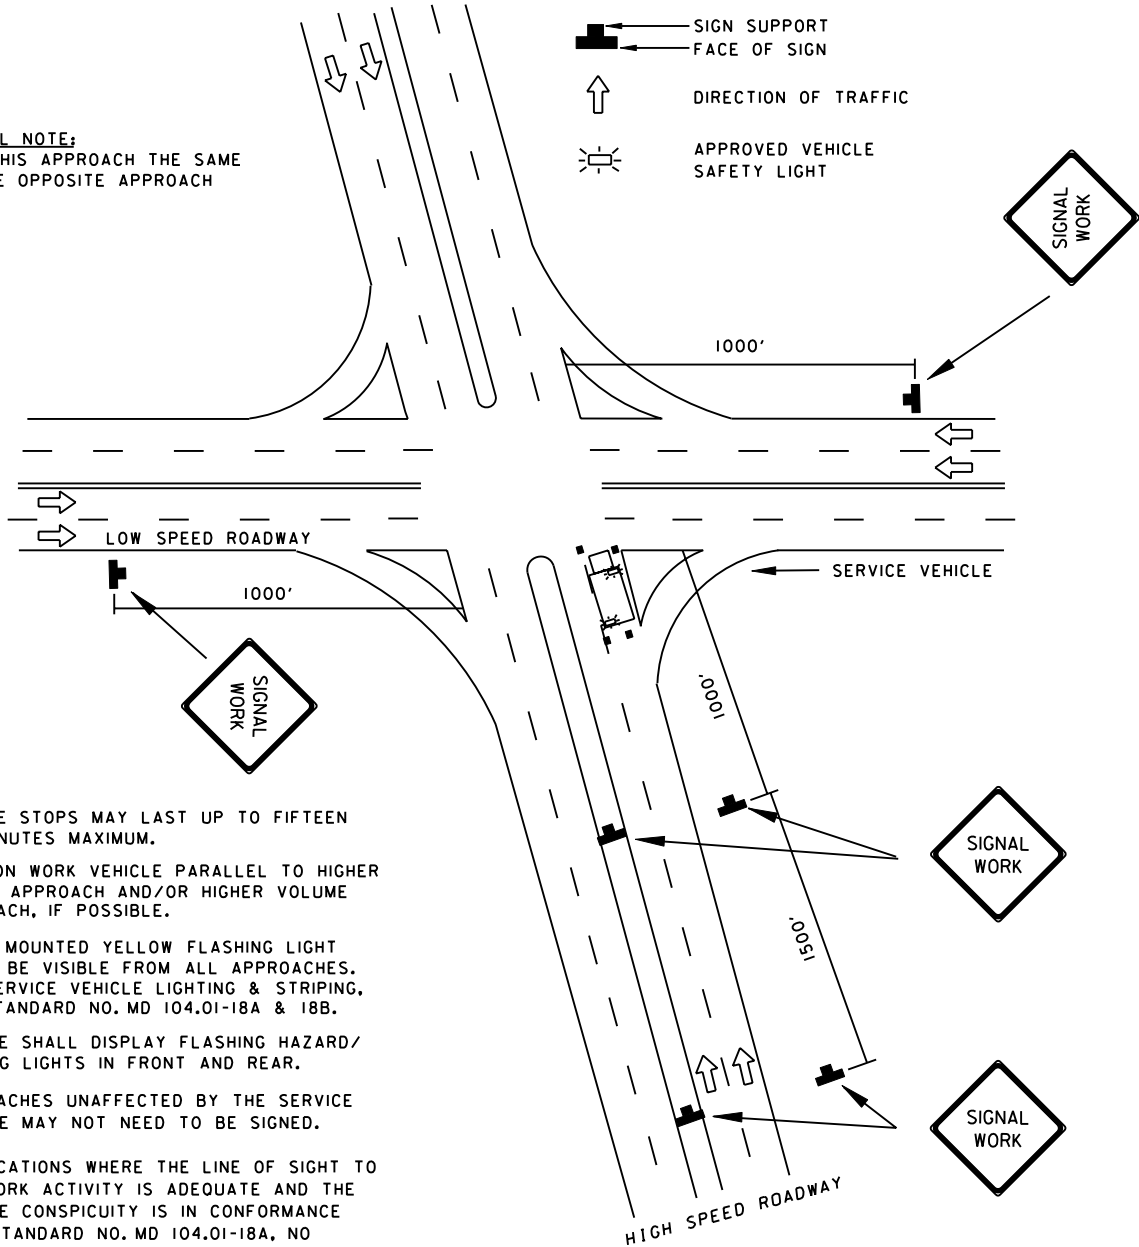 SIGN SUPPORT
FACE OF SIGN
DIRECTION OF TRAFFIC
APPROVED VEHICLE
SAFETY LIGHT
L NOTE:
HIS APPROACH THE SAME
E OPPOSITE APPROACH
SIGNAL
WORK
1000'
LOW SPEED ROADWAY
1000'
SERVICE VEHICLE
SIGNAL
WORK
1000'
SIGNAL
WORK
1500'
SIGNAL
WORK
HIGH SPEED ROADWAY
E STOPS MAY LAST UP TO FIFTEEN
NUTES MAXIMUM.
ON WORK VEHICLE PARALLEL TO HIGHER
APPROACH AND/OR HIGHER VOLUME
ACH, IF POSSIBLE.
MOUNTED YELLOW FLASHING LIGHT
BE VISIBLE FROM ALL APPROACHES.
ERVICE VEHICLE LIGHTING & STRIPING,
TANDARD NO. MD 104.01-18A & 18B.
E SHALL DISPLAY FLASHING HAZARD/
G LIGHTS IN FRONT AND REAR.
ACHES UNAFFECTED BY THE SERVICE
E MAY NOT NEED TO BE SIGNED.
CATIONS WHERE THE LINE OF SIGHT TO
ORK ACTIVITY IS ADEQUATE AND THE
E CONSPICUITY IS IN CONFORMANCE
TANDARD NO. MD 104.01-18A, NO